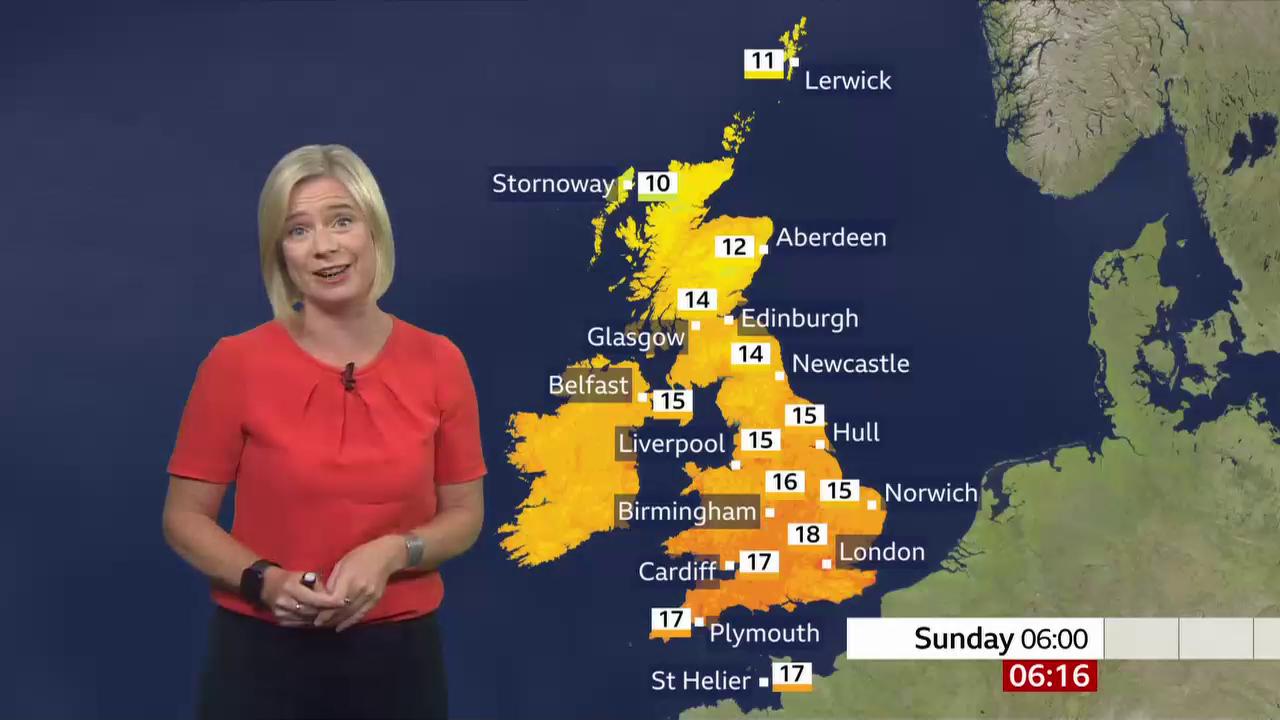 11
Lerwick
Stornoway 10
12 Aberdeen
14
Edinburgh
Glasgow
14
Newcastle
Belfast
15
15
Hull
Liverpool
15
16
15
Norwich
Birmingham
18
London
Cardiff
17
17
Plymouth
Sunday 06:00
06:16
St Helier 17